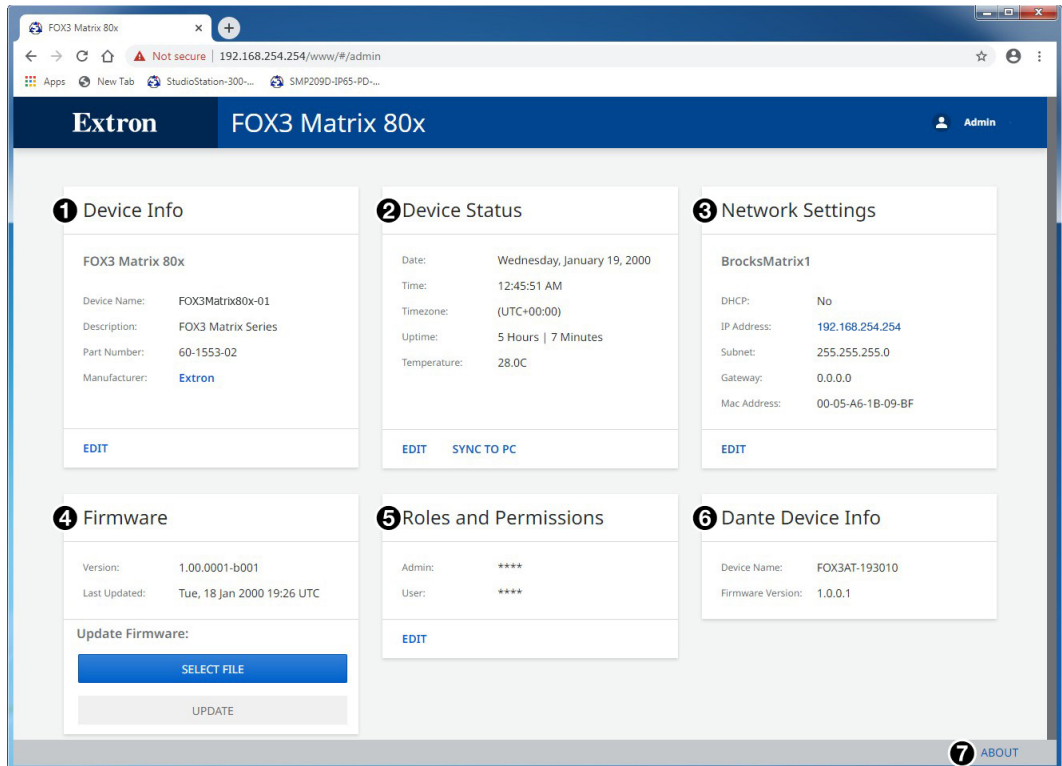 FOX3 Matrix 80x
Not secure | 192.168.254.254/www/#/admin
Apps New Tab StudioStation-300-... SMP209D-IP65-PD-...
Extron FOX3 Matrix 80x Admin
1 Device Info
FOX3 Matrix 80x
Device Name: FOX3Matrix80x-01
Description: FOX3 Matrix Series
Part Number: 60-1553-02
Manufacturer: Extron
EDIT
2 Device Status
Date: Wednesday, January 19, 2000
Time: 12:45:51 AM
Timezone: (UTC+00:00)
Uptime: 5 Hours | 7 Minutes
Temperature: 28.0C
EDIT SYNC TO PC
3 Network Settings
BrocksMatrix1
DHCP: No
IP Address: 192.168.254.254
Subnet: 255.255.255.0
Gateway: 0.0.0.0
Mac Address: 00-05-A6-1B-09-BF
EDIT
4 Firmware
Version: 1.00.0001-b001
Last Updated: Tue, 18 Jan 2000 19:26 UTC
Update Firmware:
SELECT FILE
UPDATE
5 Roles and Permissions
Admin: ****
User: ****
EDIT
6 Dante Device Info
Device Name: FOX3AT-193010
Firmware Version: 1.0.0.1
7 ABOUT